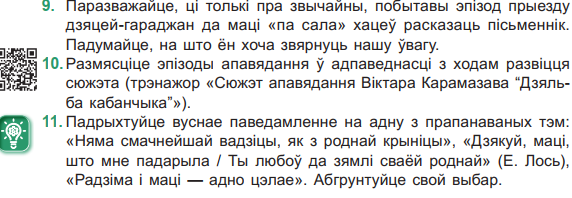 9. Паразважайце, ці толькі пра звычайны, побытавы эпізод прыезду
дзяцей-гараджан да маці «па сала» хацеў расказаць пісьменнік.
Падумайце, на што ён хоча звярнуць нашу ўвагу.
10. Размясціце эпізоды апавядання ў адпаведнасці з ходам развіцця
сюжэта (трэнажор «Сюжэт апавядання Віктара Карамазава “Дзяль-
ба кабанчыка”»).
11. Падрыхтуйце вуснае паведамленне на адну з прапанаваных тэм:
«Няма смачнейшай вадзіцы, як з роднай крыніцы», «Дзякуй, маці,
што мне падарыла / Ты любоў да зямлі сваёй роднай» (Е. Лось),
«Радзіма і маці — адно цэлае». Абгрунтуйце свой выбар.